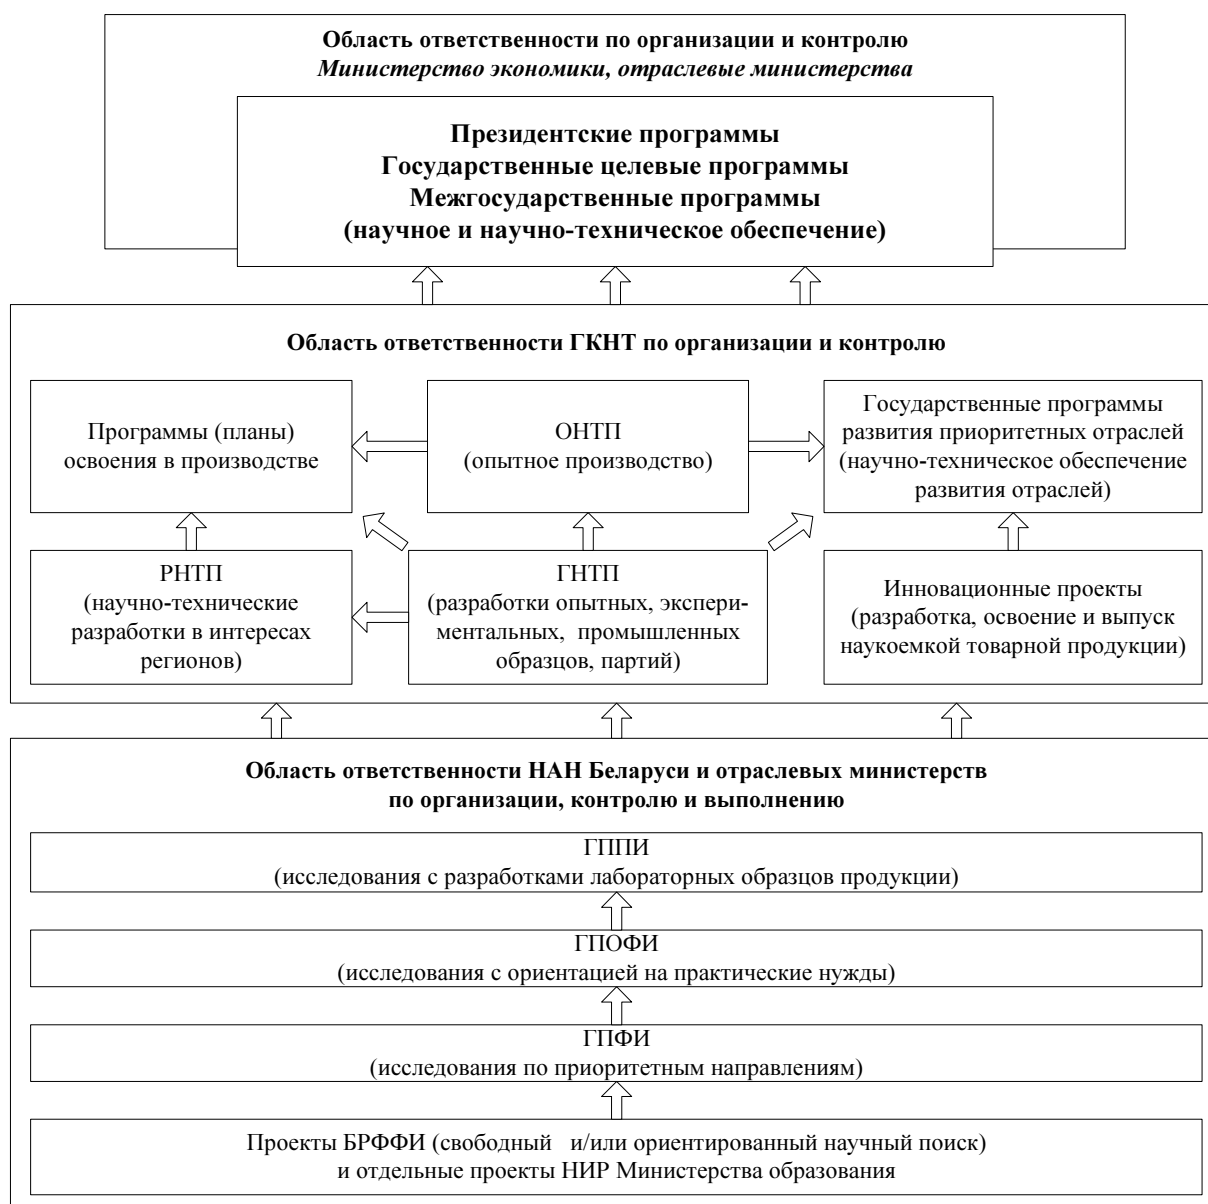 Область ответственности по организации и контролю
Министерство экономики, отраслевые министерства
Президентские программы
Государственные целевые программы
Межгосударственные программы
(научное и научно-техническое обеспечение)
Область ответственности ГКНТ по организации и контролю
Программы (планы)
освоения в производстве
ОНТП
(опытное производство)
Государственные программы
развития приоритетных отраслей
(научно-техническое обеспечение
развития отраслей)
РНТП
(научно-технические
разработки в интересах
регионов)
ГНТП
(разработки опытных, экспери-
ментальных, промышленных
образцов, партий)
Инновационные проекты
(разработка, освоение и выпуск
наукоемкой товарной продукции)
Область ответственности НАН Беларуси и отраслевых министерств
по организации, контролю и выполнению
ГППИ
(исследования с разработками лабораторных образцов продукции)
ГПОФИ
(исследования с ориентацией на практические нужды)
ГПФИ
(исследования по приоритетным направлениям)
Проекты БРФФИ (свободный и/или ориентированный научный поиск)
и отдельные проекты НИР Министерства образования